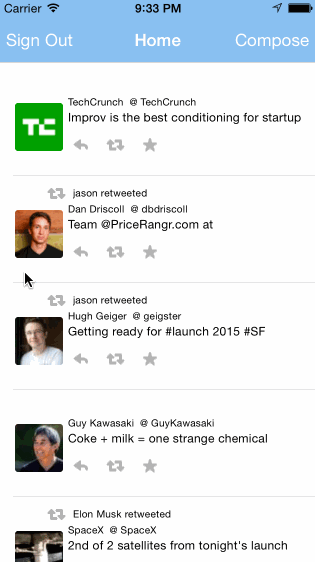 Carrier 9:33 PM
Sign Out Home Compose
TechCrunch @ TechCrunch
TC
Improv is the best conditioning for startup
jason retweeted
Dan Driscoll @ dbdriscoll
Team @PriceRangr.com at
jason retweeted
Hugh Geiger @ geigster
Getting ready for #launch 2015 #SF
Guy Kawasaki @ GuyKawasaki
Coke + milk = one strange chemical
Elon Musk retweeted
SpaceX @ SpaceX
2nd of 2 satellites from tonight's launch